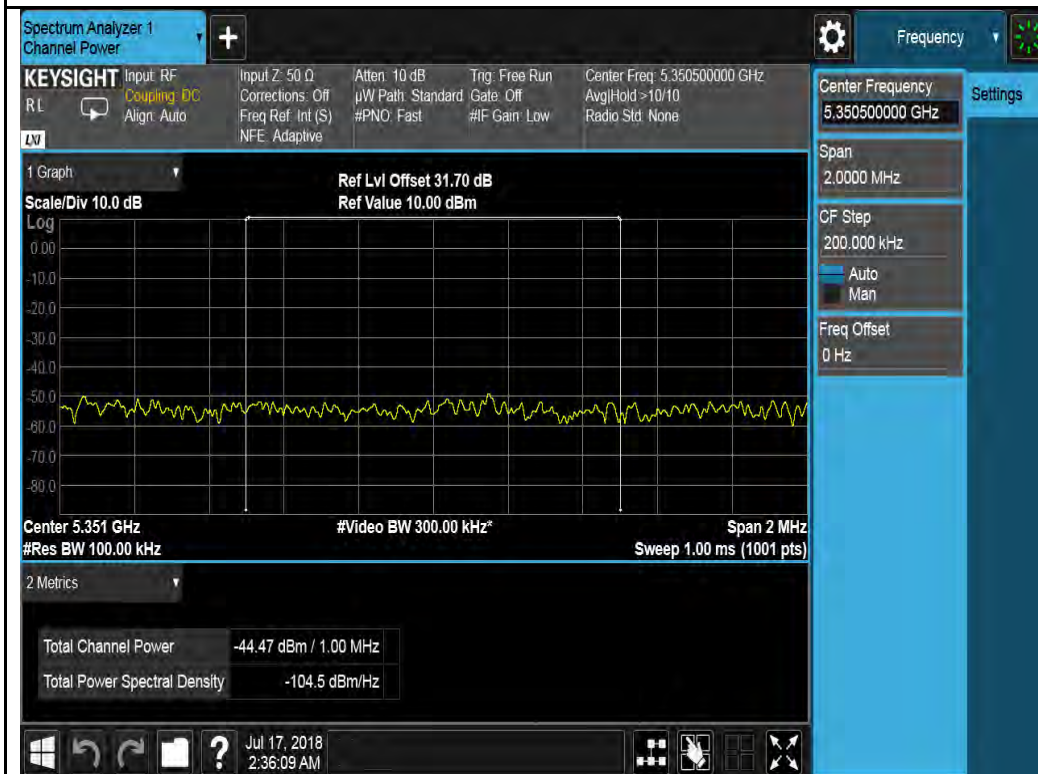 Spectrum Analyzer 1
Channel Power
+
Frequency
KEYSIGHT
R L
LXI
Input: RF
Coupling: DC
Align: Auto
Input Z: 50 Ω
Corrections: Off
Freq Ref: Int (S)
NFE: Adaptive
Atten: 10 dB
µW Path: Standard
#PNO: Fast
Trig: Free Run
Gate: Off
#IF Gain: Low
Center Freq: 5.350500000 GHz
Avg|Hold >10/10
Radio Std: None
1 Graph
Scale/Div 10.0 dB
Ref Lvl Offset 31.70 dB
Ref Value 10.00 dBm
Log
0.00
-10.0
-20.0
-30.0
-40.0
-50.0
-60.0
-70.0
-80.0
Center 5.351 GHz
#Res BW 100.00 kHz
#Video BW 300.00 kHz*
Span 2 MHz
Sweep 1.00 ms (1001 pts)
2 Metrics
Total Channel Power -44.47 dBm / 1.00 MHz
Total Power Spectral Density -104.5 dBm/Hz
?
Jul 17, 2018
2:36:09 AM
Center Frequency
5.350500000 GHz
Span
2.0000 MHz
CF Step
200.000 kHz
Auto
Man
Freq Offset
0 Hz
Settings